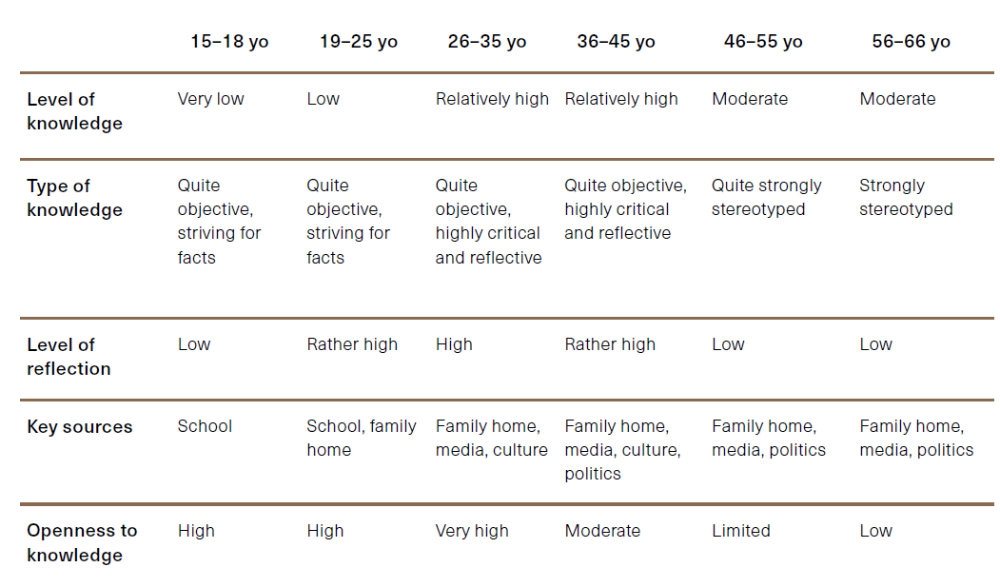 15–18 yo 19–25 yo 26–35 yo 36–45 yo 46–55 yo 56–66 yo
Level of knowledge Very low Low Relatively high Relatively high Moderate Moderate
Type of knowledge Quite objective, striving for facts Quite objective, striving for facts Quite objective, highly critical and reflective Quite objective, highly critical and reflective Quite strongly stereotyped Strongly stereotyped
Level of reflection Low Rather high High Rather high Low Low
Key sources School School, family home Family home, media, culture Family home, media, culture, politics Family home, media, politics Family home, media, politics
Openness to knowledge High High Very high Moderate Limited Low